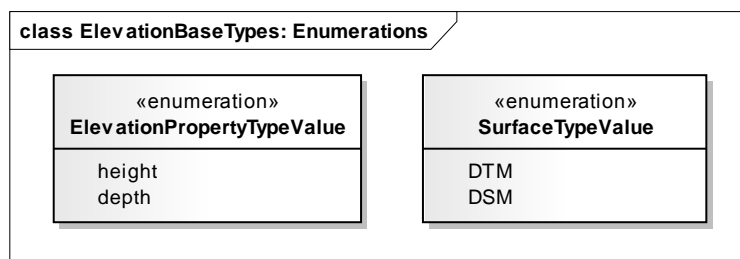 class ElevationBaseTypes: Enumerations
«enumeration»
ElevationPropertyTypeValue
height
depth
«enumeration»
SurfaceTypeValue
DTM
DSM